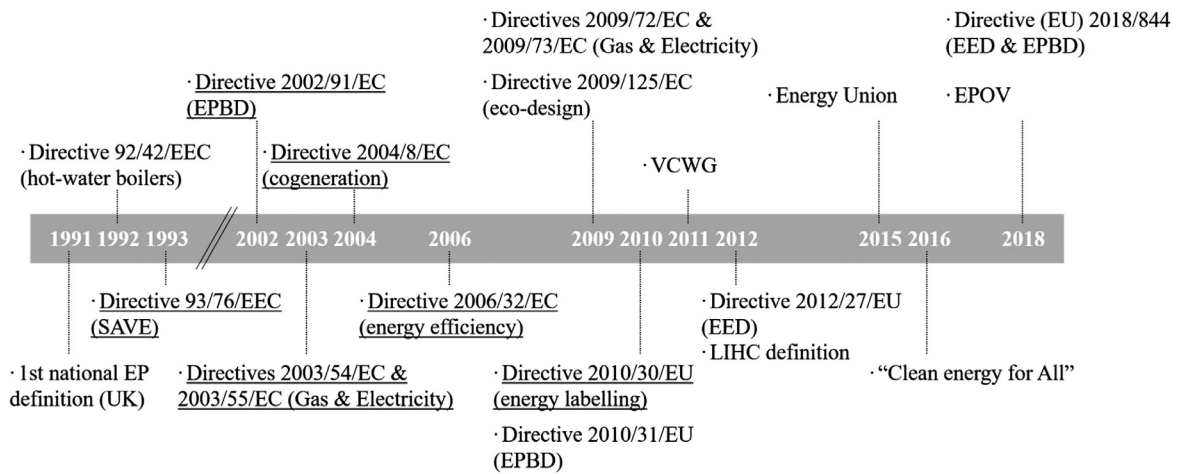 · Directives 2009/72/EC &
2009/73/EC (Gas & Electricity)
· Directive 2009/125/EC
(eco-design)
· Directive (EU) 2018/844
(EED & EPBD)
· EPOV
· Directive 2002/91/EC
(EPBD)
· Energy Union
· Directive 92/42/EEC
(hot-water boilers)
· Directive 2004/8/EC
(cogeneration)
· VCWG
1991 1992 1993 2002 2003 2004 2006 2009 2010 2011 2012 2015 2016 2018
· Directive 93/76/EEC
(SAVE)
· Directive 2006/32/EC
(energy efficiency)
· Directive 2012/27/EU
(EED)
· LIHC definition
· 1st national EP
definition (UK)
· Directives 2003/54/EC &
2003/55/EC (Gas & Electricity)
· Directive 2010/30/EU
(energy labelling)
· Directive 2010/31/EU
(EPBD)
· “Clean energy for All”